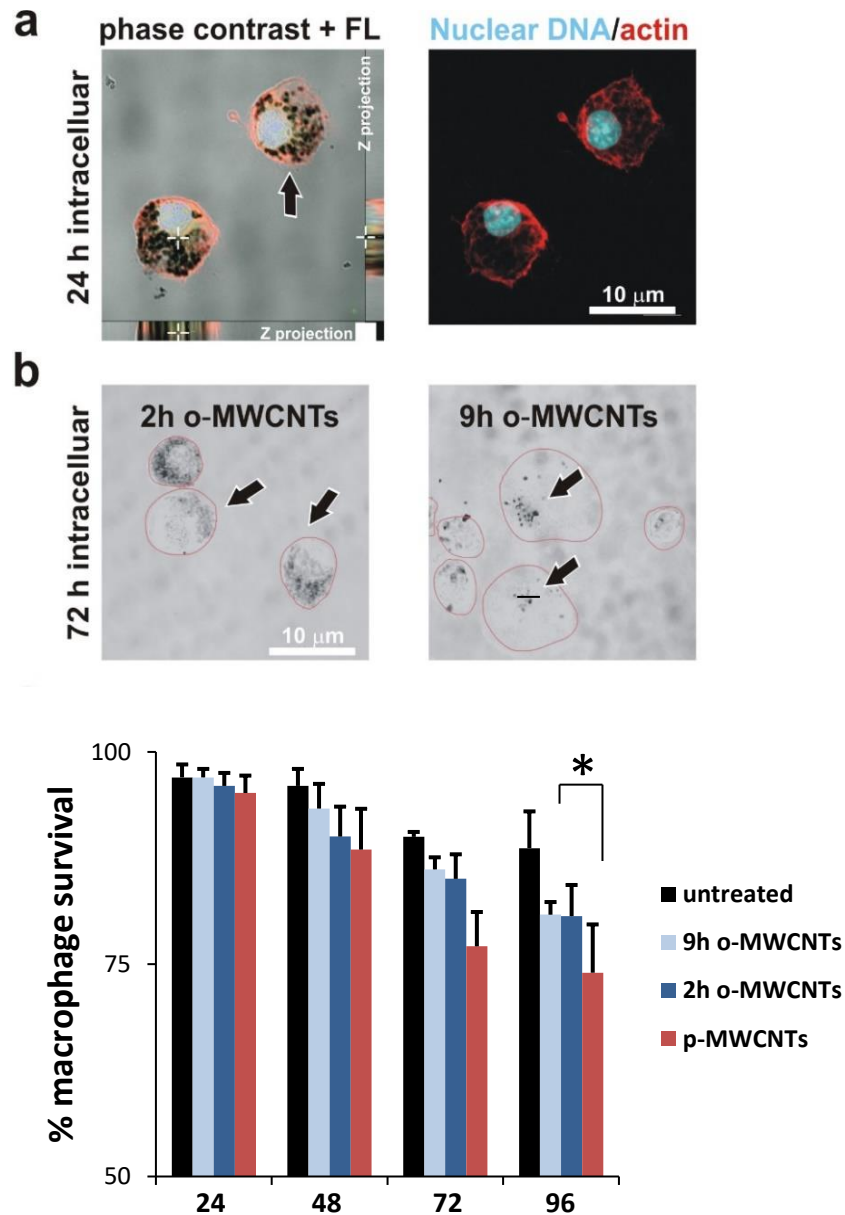 a
phase contrast + FL
Nuclear DNA/actin
24 h intracelluar
Z projection
Z projection
10 μm
b
72 h intracelluar
2h o-MWCNTs
9h o-MWCNTs
10 μm
% macrophage survival
100
75
50
*
untreated
9h o-MWCNTs
2h o-MWCNTs
p-MWCNTs
24 48 72 96